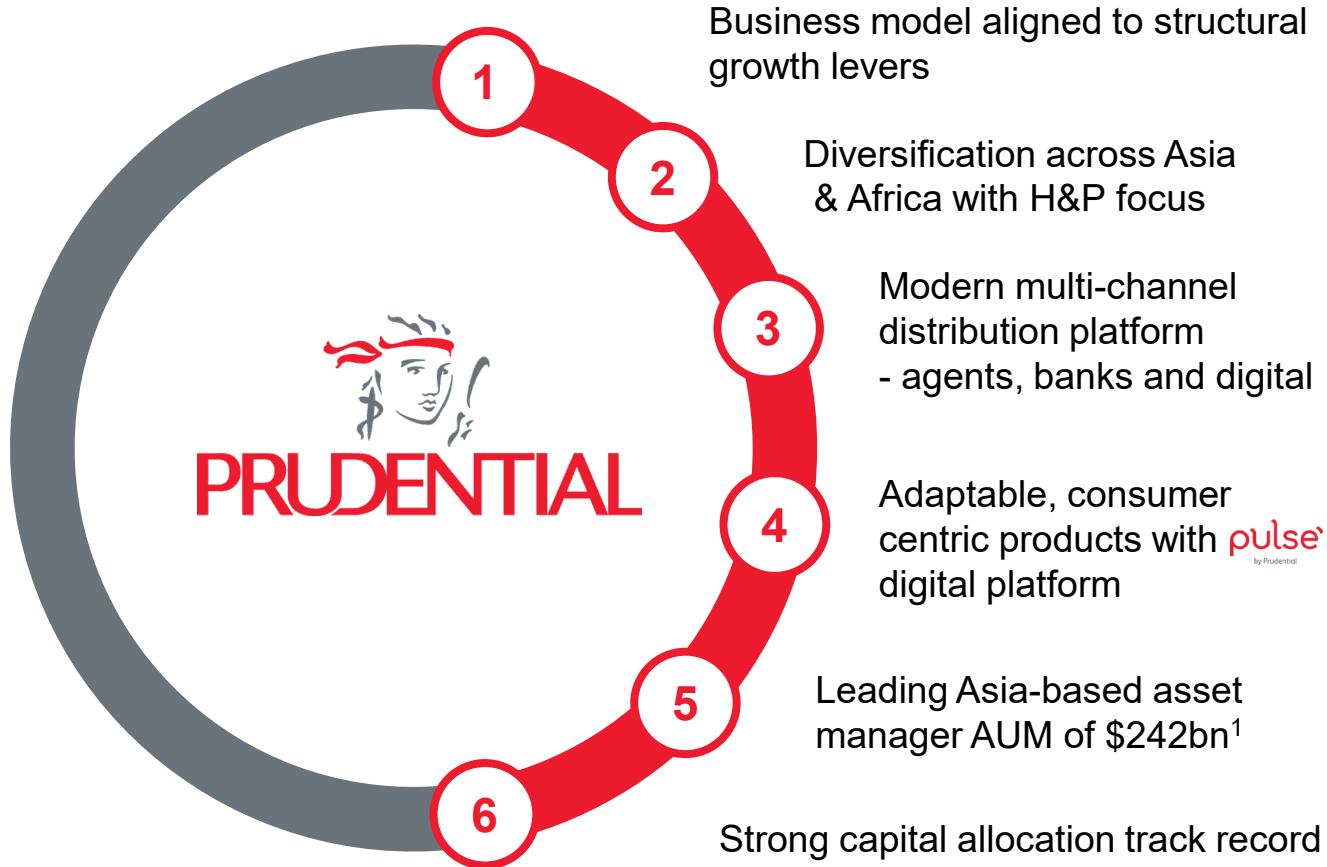 1
Business model aligned to structural
growth levers
2
Diversification across Asia
& Africa with H&P focus
3
Modern multi-channel
distribution platform
- agents, banks and digital
PRUDENTIAL
4
Adaptable, consumer
centric products with pulse
by Prudential
digital platform
5
Leading Asia-based asset
manager AUM of $242bn¹
6
Strong capital allocation track record